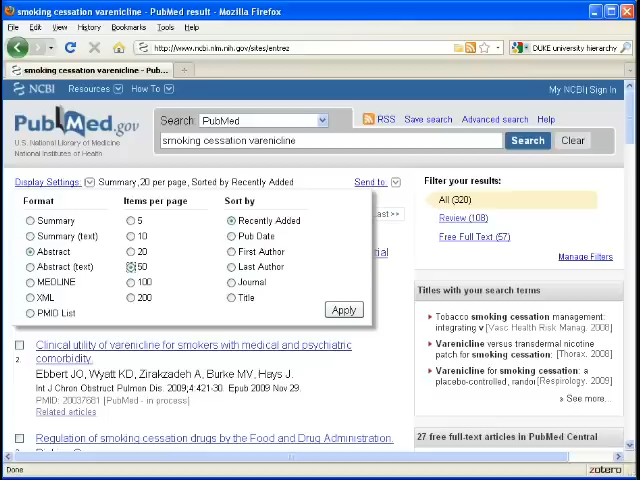 smoking cessation varenicline - PubMed result - Mozilla Firefox
File Edit View History Bookmarks Tools Help
http://www.ncbi.nlm.nih.gov/sites/entrez
DUKE university hierarchy
smoking cessation varenicline - Pub...
NCBI Resources How To My NCBI| Sign In
PubMed.gov
U.S. National Library of Medicine
National Institutes of Health
Search: PubMed
RSS Save search Advanced search Help
smoking cessation varenicline
Search Clear
Display Settings: Summary, 20 per page, Sorted by Recently Added
Send to:
Format Items per page Sort by
Summary 5 Recently Added
Summary (text) 10 Pub Date
Abstract 20 First Author
Abstract (text) 50 Last Author
MEDLINE 100 Journal
XML 200 Title
PMID List
Apply
Last >>
Clinical utility of varenicline for smokers with medical and psychiatric
2. comorbidity.
Ebbert JO, Wyatt KD, Zirakzadeh A, Burke MV, Hays J.
Int J Chron Obstruct Pulmon Dis. 2009;4:421-30. Epub 2009 Nov 29.
PMID: 20037681 [PubMed - in process]
Related articles
Regulation of smoking cessation drugs by the Food and Drug Administration.
Filter your results:
All (320)
Review (108)
Free Full Text (57)
Manage Filters
Titles with your search terms
Tobacco smoking cessation management:
integrating v [Vasc Health Risk Manag. 2008]
Varenicline versus transdermal nicotine
patch for smoking cessation: [Thorax. 2008]
Varenicline for smoking cessation: a
placebo-controlled, randor [Respirology. 2009]
» See more...
27 free full-text articles in PubMed Central
Done
zotero